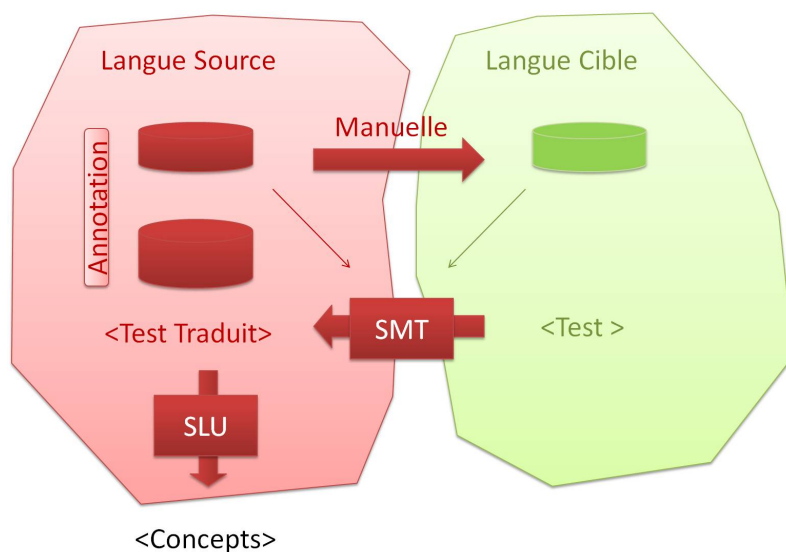 Langue Source
Langue Cible
Manuelle
Annotation
<Test Traduit>
SMT
<Test >
SLU
<Concepts>